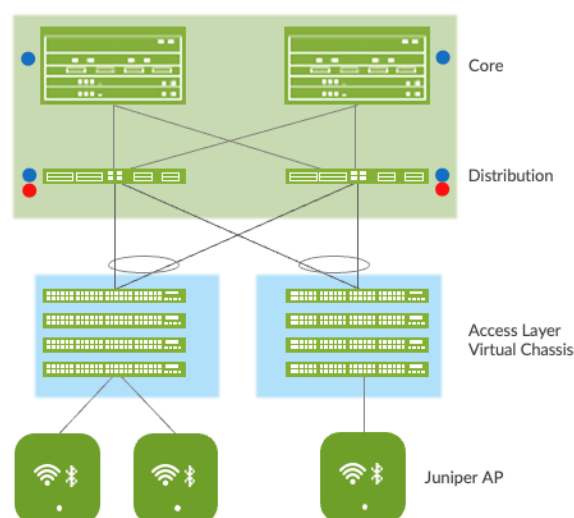 Core
Distribution
Access Layer
Virtual Chassis
Juniper AP